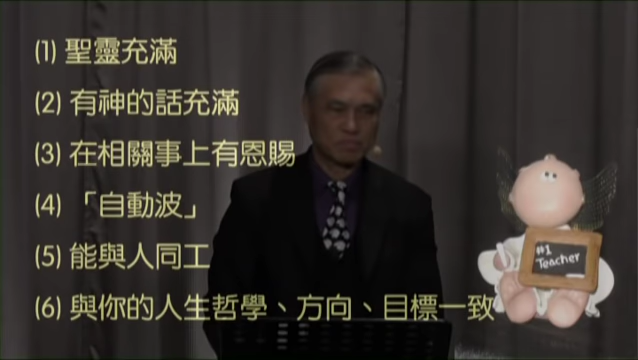 (1) 聖靈充滿
(2) 有神的話充滿
(3) 在相關事上有恩賜
(4) 「自動波」
(5) 能與人同工
(6) 與你的人生哲學、方向、目標一致
#1
Teacher